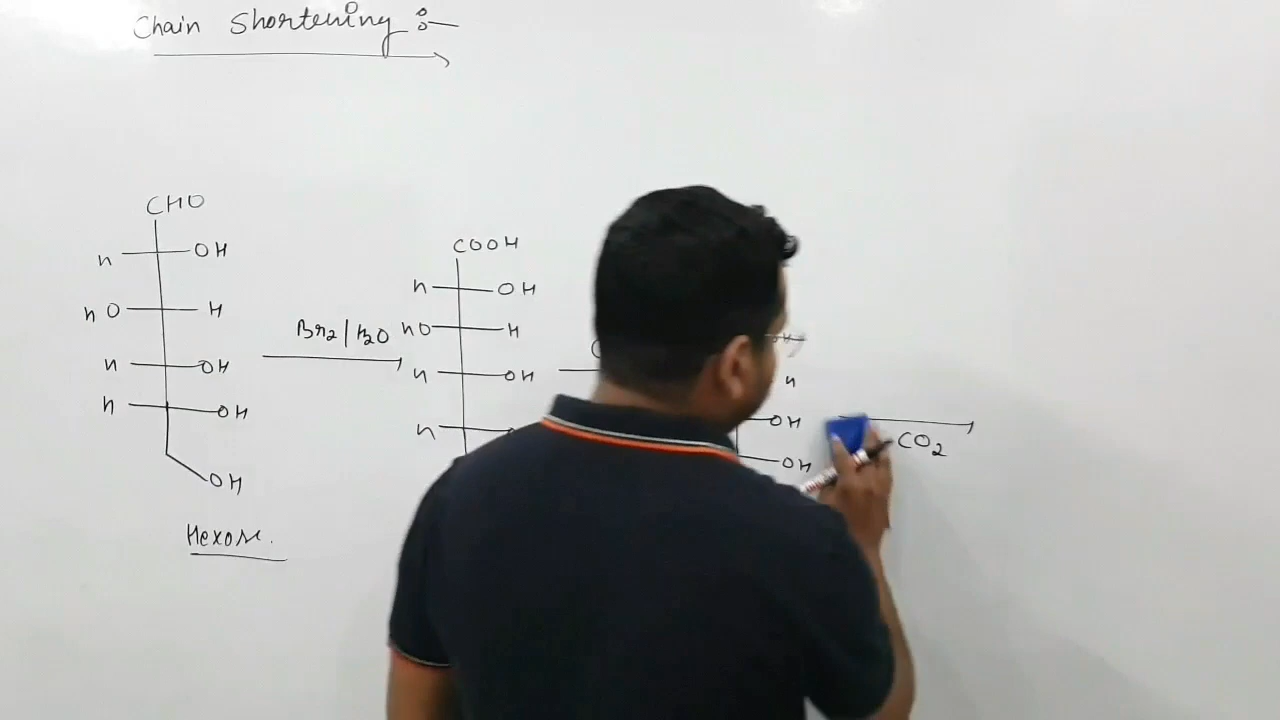 Chain Shortening :-
CHO
H OH
HO H
H OH
H OH
OH
Hexose.
Br2/H2O
COOH
H OH
HO H
H OH
H
H
OH
OH
CO2